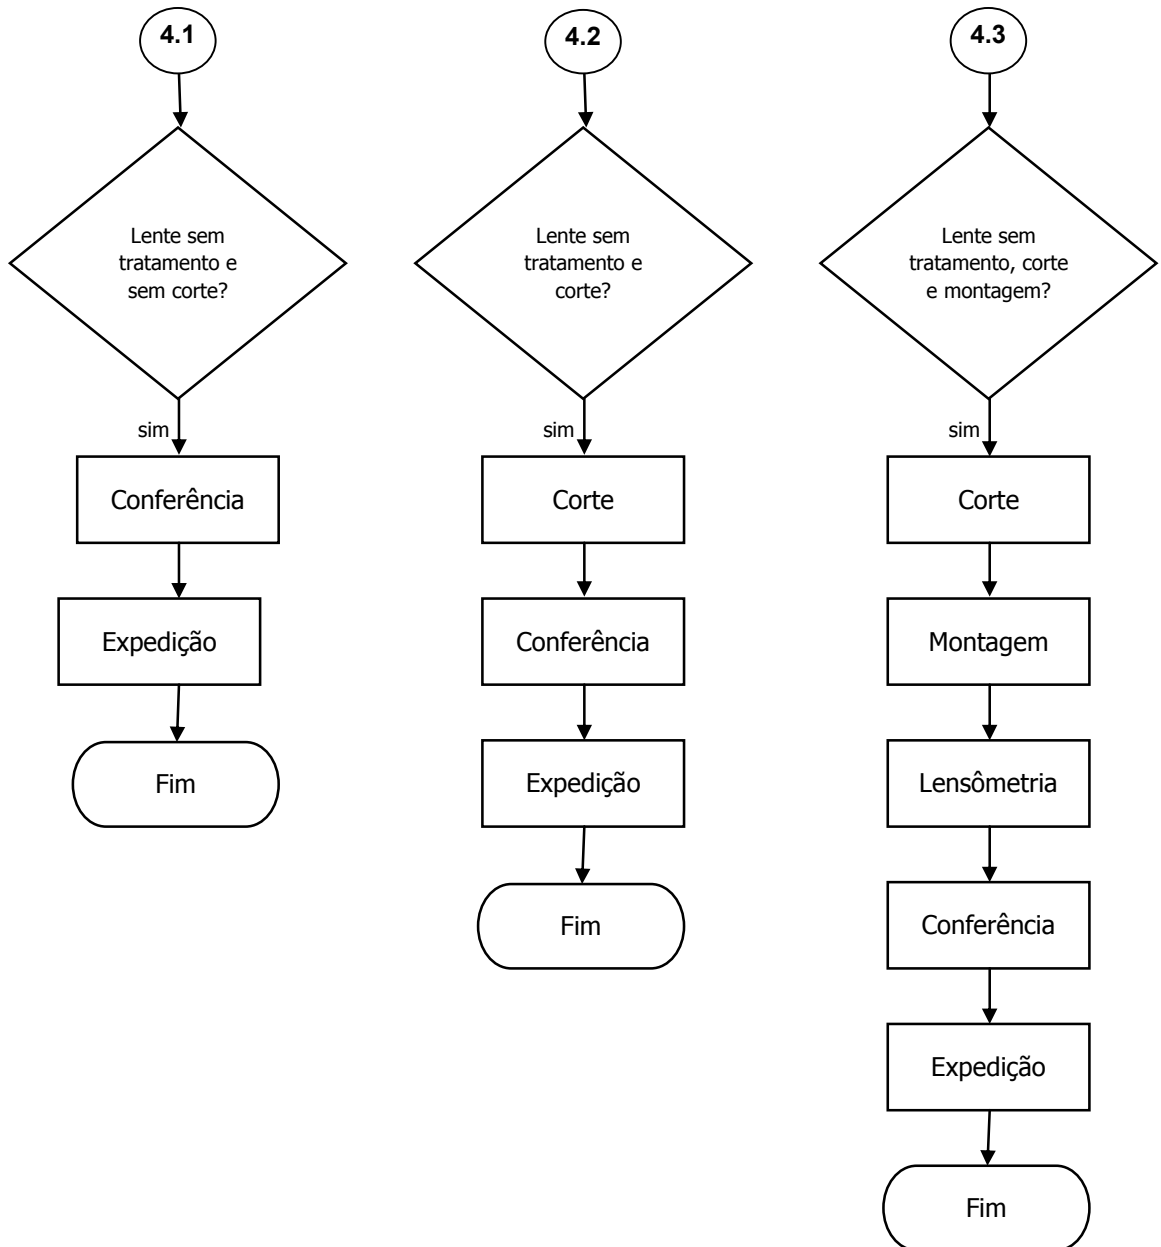 4.1
Lente sem
tratamento e
sem corte?
sim
Conferência
Expedição
Fim
4.2
Lente sem
tratamento e
corte?
sim
Corte
Conferência
Expedição
Fim
4.3
Lente sem
tratamento, corte
e montagem?
sim
Corte
Montagem
Lensômetria
Conferência
Expedição
Fim